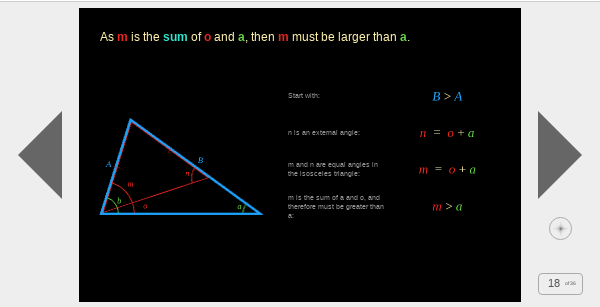 As m is the sum of o and a, then m must be larger than a.
Start with:
B > A
n is an external angle:
n = o + a
m and n are equal angles in
the isosceles triangle:
m = o + a
m is the sum of a and o, and
therefore must be greater than
a:
m > a
A
B
n
m
b
o
a
18 of 36